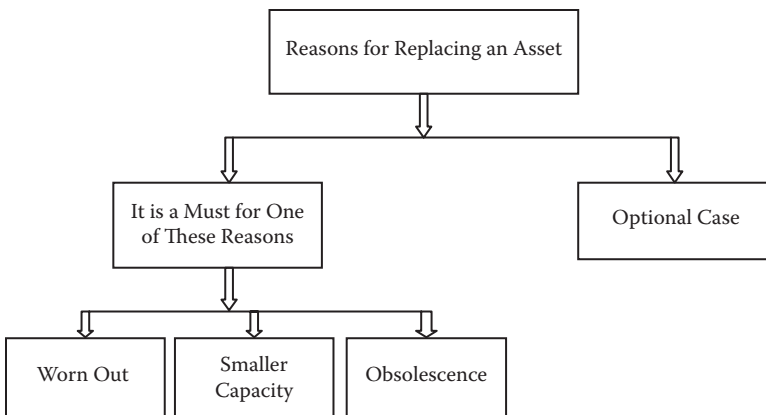 Reasons for Replacing an Asset
It is a Must for One
of These Reasons
Optional Case
Worn Out
Smaller
Capacity
Obsolescence